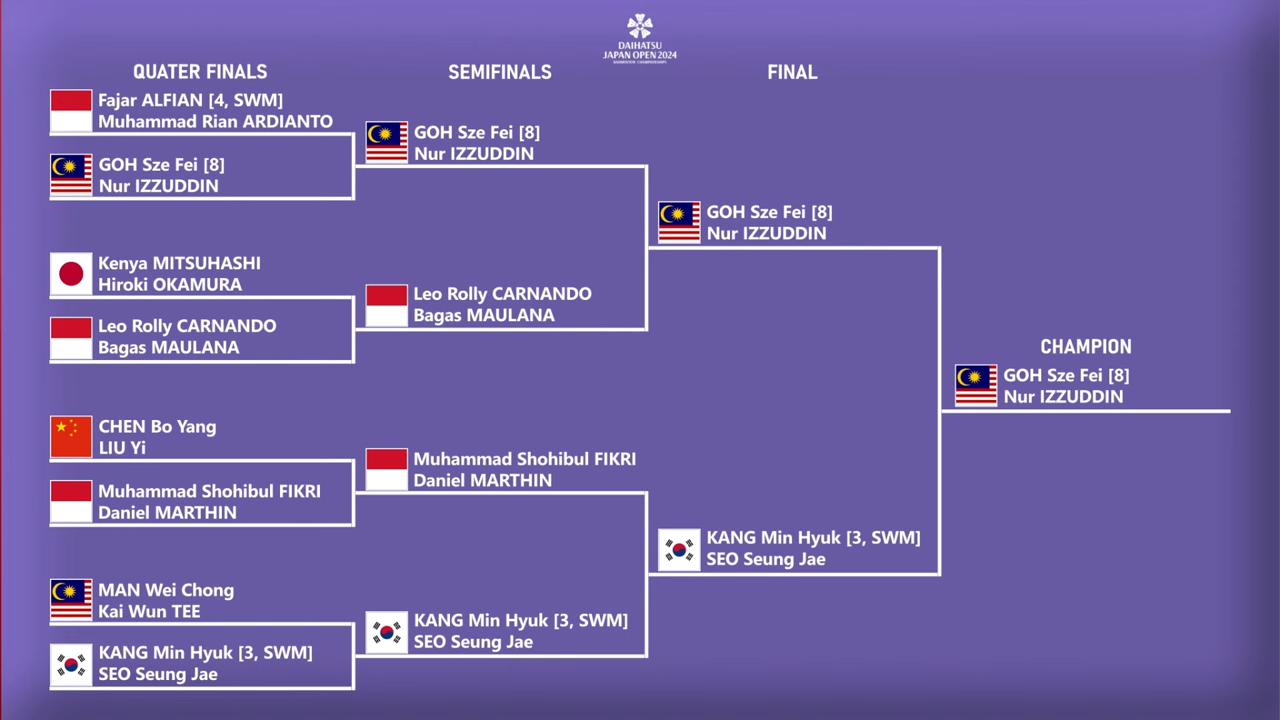 DAIHATSU
JAPAN OPEN 2024
BADMINTON CHAMPIONSHIPS
QUATER FINALS
SEMIFINALS
FINAL
Fajar ALFIAN [4, SWM]
Muhammad Rian ARDIANTO
GOH Sze Fei [8]
Nur IZZUDDIN
Kenya MITSUHASHI
Hiroki OKAMURA
Leo Rolly CARNANDO
Bagas MAULANA
CHEN Bo Yang
LIU Yi
Muhammad Shohibul FIKRI
Daniel MARTHIN
MAN Wei Chong
Kai Wun TEE
KANG Min Hyuk [3, SWM]
SEO Seung Jae
GOH Sze Fei [8]
Nur IZZUDDIN
Leo Rolly CARNANDO
Bagas MAULANA
Muhammad Shohibul FIKRI
Daniel MARTHIN
KANG Min Hyuk [3, SWM]
SEO Seung Jae
GOH Sze Fei [8]
Nur IZZUDDIN
KANG Min Hyuk [3, SWM]
SEO Seung Jae
CHAMPION
GOH Sze Fei [8]
Nur IZZUDDIN